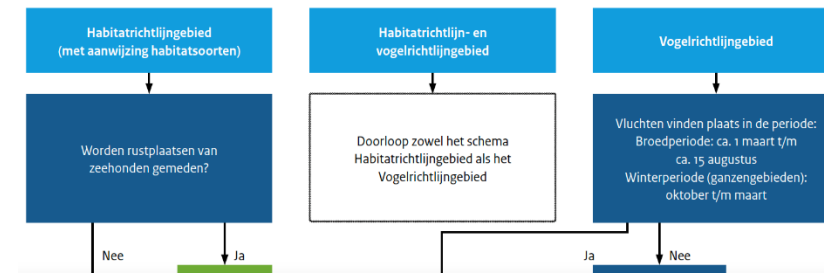 Habitatrichtlijngebied
(met aanwijzing habitatsoorten)
Habitatrichtlijn- en
vogelrichtlijngebied
Vogelrichtlijngebied
Worden rustplaatsen van
zeehonden gemeden?
Doorloop zowel het schema
Habitatrichtlijngebied als het
Vogelrichtlijngebied
Vluchten vinden plaats in de periode:
Broedperiode: ca. 1 maart t/m
ca. 15 augustus
Winterperiode (ganzengebieden):
oktober t/m maart
Nee
Ja
Ja
Nee